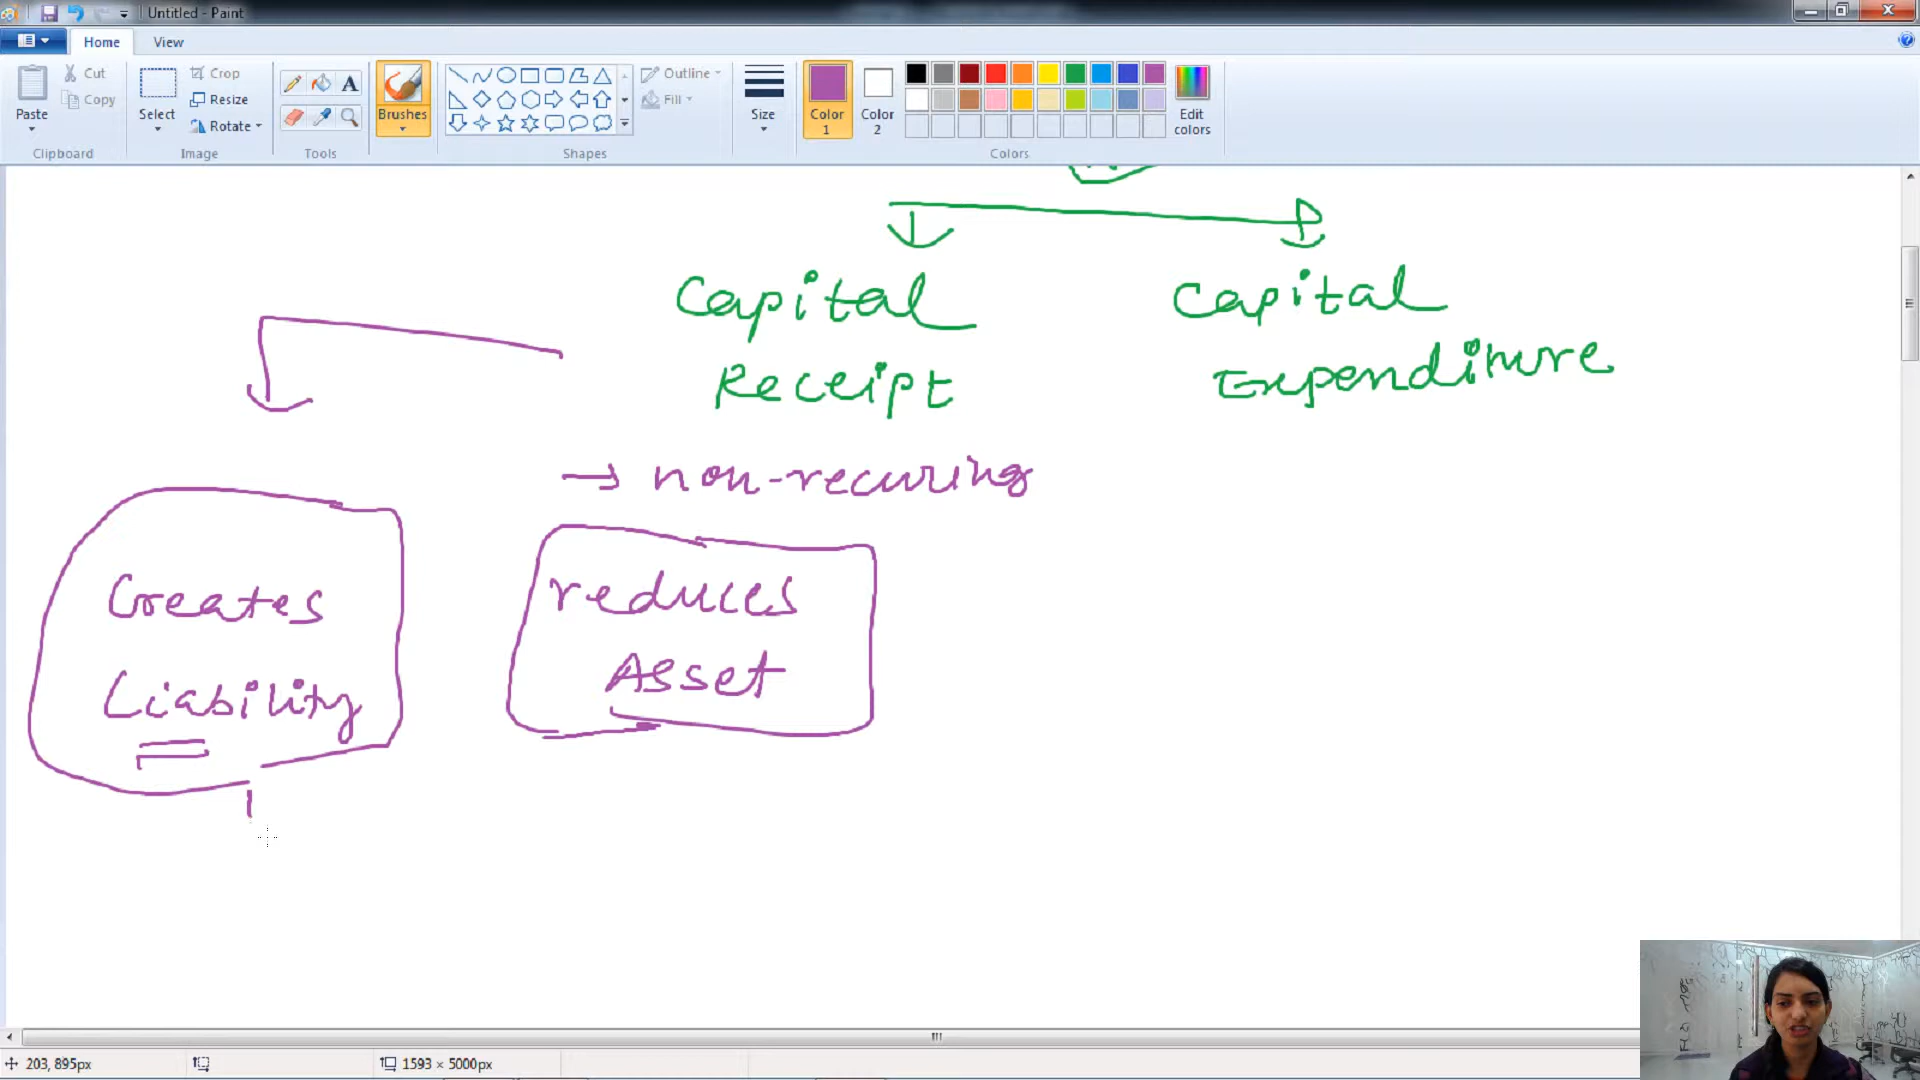 Untitled - Paint
Home View
Cut
Copy
Paste
Clipboard
Crop
Resize
Rotate
Select
Image
Tools
Brushes
Shapes
Outline
Fill
Size
Color 1
Color 2
Edit colors
Colors
Capital
Receipt
Capital
Expenditure
→ non-recuring
Creates
Liability
reduces
Asset
203, 895px
1593 × 5000px